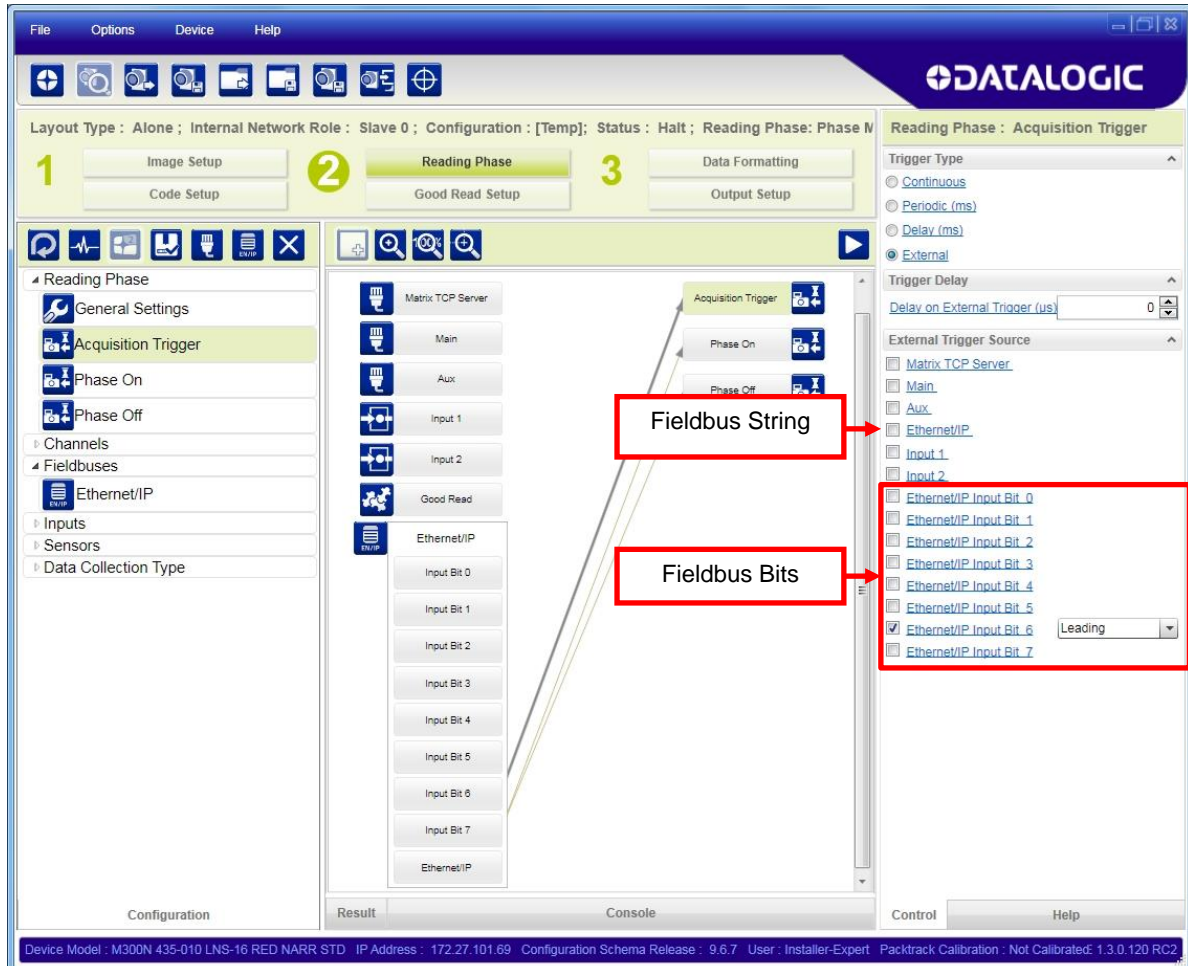 File Options Device Help
DATALOGIC
Layout Type : Alone ; Internal Network Role : Slave 0 ; Configuration : [Temp]; Status : Halt ; Reading Phase: Phase M
1
Image Setup
Code Setup
2
Reading Phase
Good Read Setup
3
Data Formatting
Output Setup
EN/IP
100%
Reading Phase
General Settings
Acquisition Trigger
Phase On
Phase Off
Channels
Fieldbuses
EN/IP
Ethernet/IP
Inputs
Sensors
Data Collection Type
Configuration
Matrix TCP Server
Main
Aux
Input 1
Input 2
Good Read
EN/IP
Ethernet/IP
Input Bit 0
Input Bit 1
Input Bit 2
Input Bit 3
Input Bit 4
Input Bit 5
Input Bit 6
Input Bit 7
Ethernet/IP
Acquisition Trigger
Phase On
Phase Off
Fieldbus String
Fieldbus Bits
Result Console
Reading Phase : Acquisition Trigger
Trigger Type
Continuous
Periodic (ms)
Delay (ms)
External
Trigger Delay
Delay on External Trigger (µs) 0
External Trigger Source
Matrix TCP Server
Main
Aux
Ethernet/IP
Input 1
Input 2
Ethernet/IP Input Bit 0
Ethernet/IP Input Bit 1
Ethernet/IP Input Bit 2
Ethernet/IP Input Bit 3
Ethernet/IP Input Bit 4
Ethernet/IP Input Bit 5
Ethernet/IP Input Bit 6 Leading
Ethernet/IP Input Bit 7
Control Help
Device Model : M300N 435-010 LNS-16 RED NARR STD IP Address : 172.27.101.69 Configuration Schema Release : 9.6.7 User : Installer-Expert Packtrack Calibration : Not Calibrated 1.3.0.120 RC2